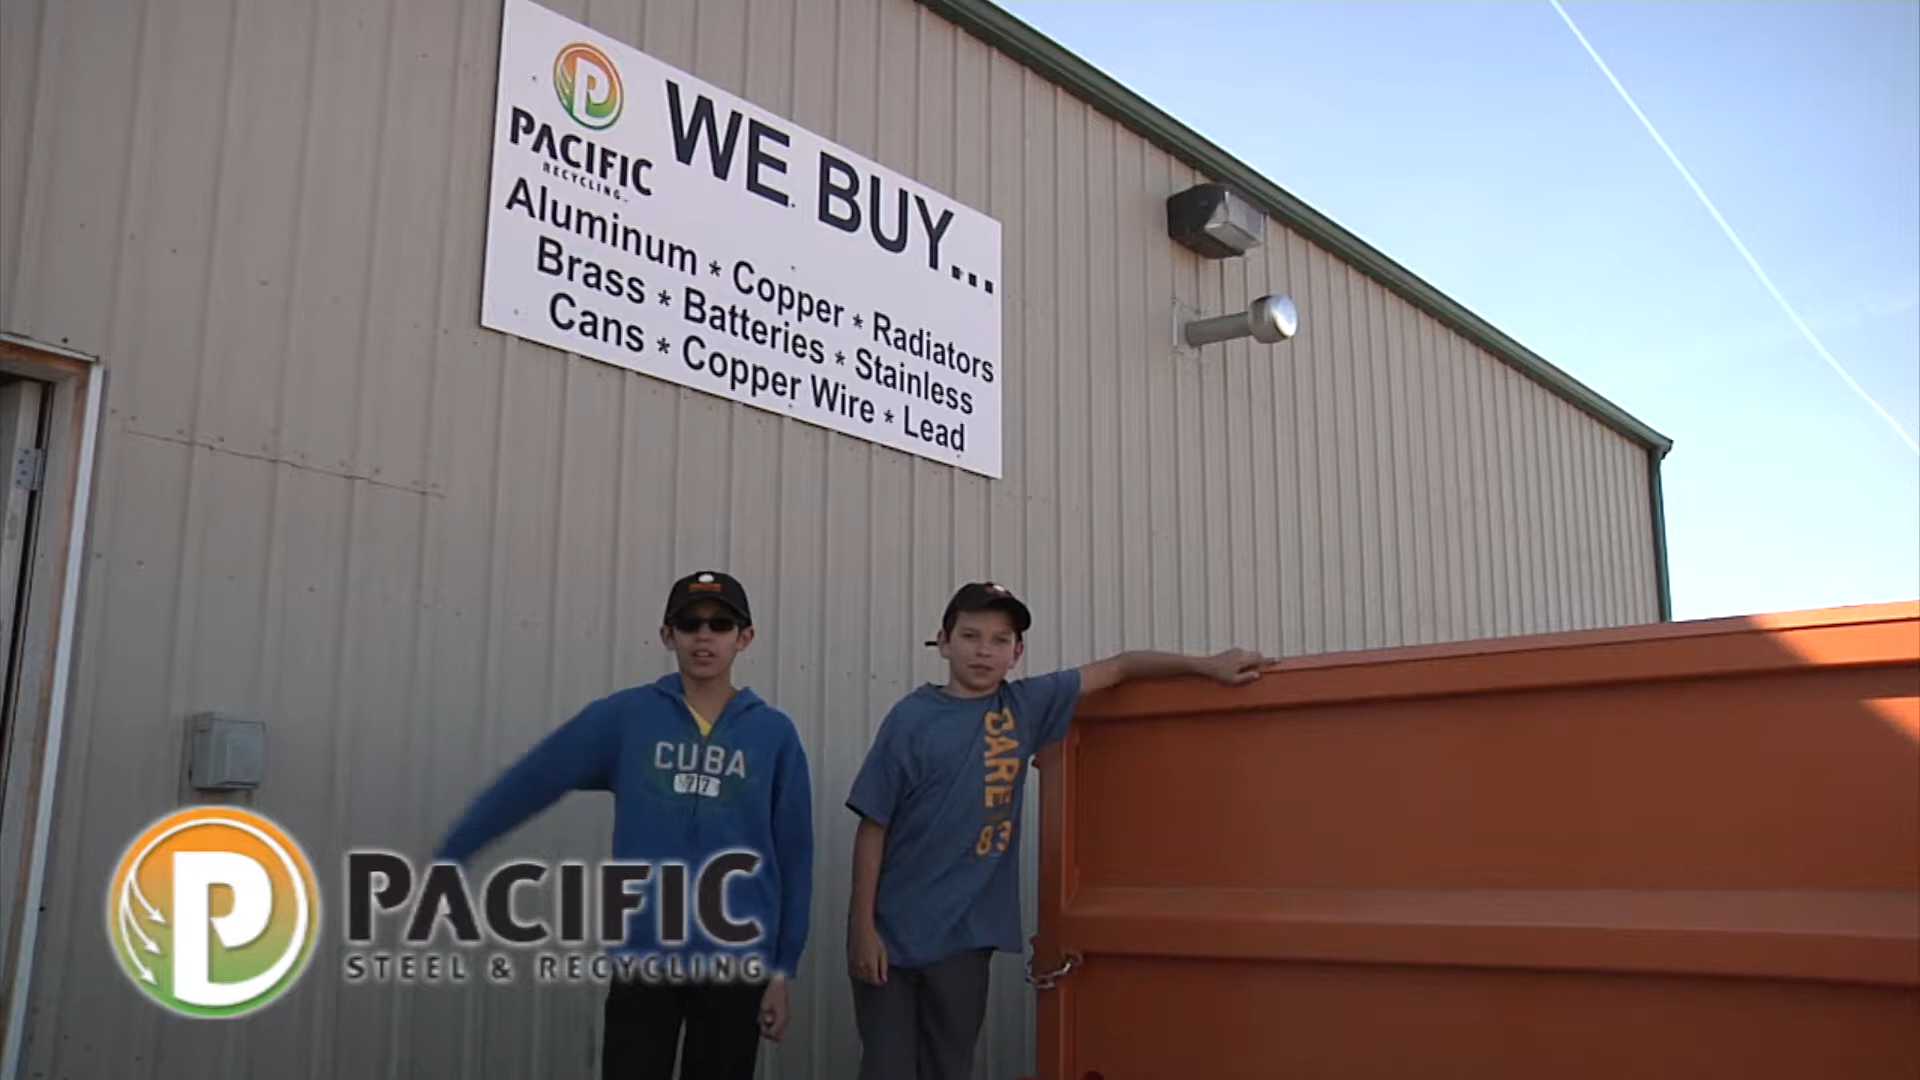 P
PACIFIC
RECYCLING
WE BUY...
Aluminum * Copper * Radiators
Brass * Batteries * Stainless
Cans * Copper Wire * Lead
CUBA
77
BARE
83
P
PACIFIC
STEEL & RECYCLING